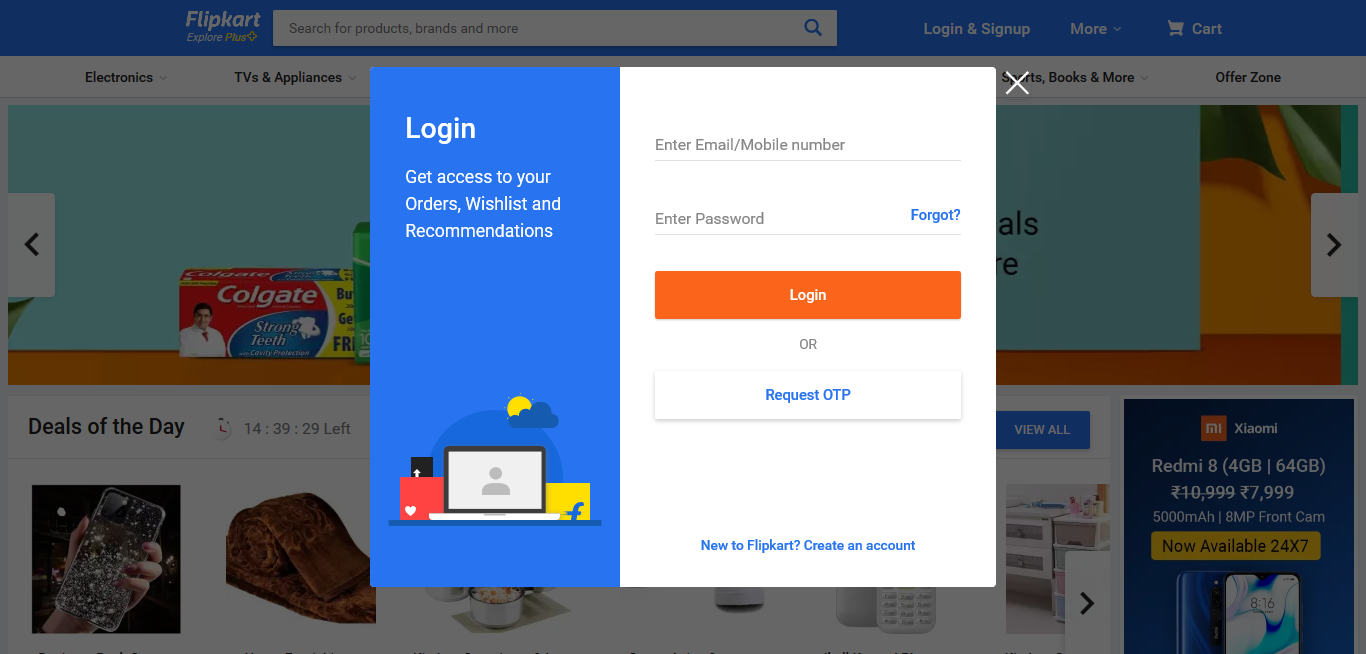 Flipkart
Explore Plus
Search for products, brands and more
Login & Signup
More
Cart
Electronics
TVs & Appliances
Sports, Books & More
Offer Zone
Login
Get access to your
Orders, Wishlist and
Recommendations
Enter Email/Mobile number
Enter Password
Forgot?
Login
OR
Request OTP
New to Flipkart? Create an account
Colgate
Strong
Teeth
with Cavity Protection
Colgate
als
re
Deals of the Day
14 : 39 : 29 Left
VIEW ALL
mi
Xiaomi
Redmi 8 (4GB | 64GB)
₹10,999 ₹7,999
5000mAh | 8MP Front Cam
Now Available 24X7
8:16